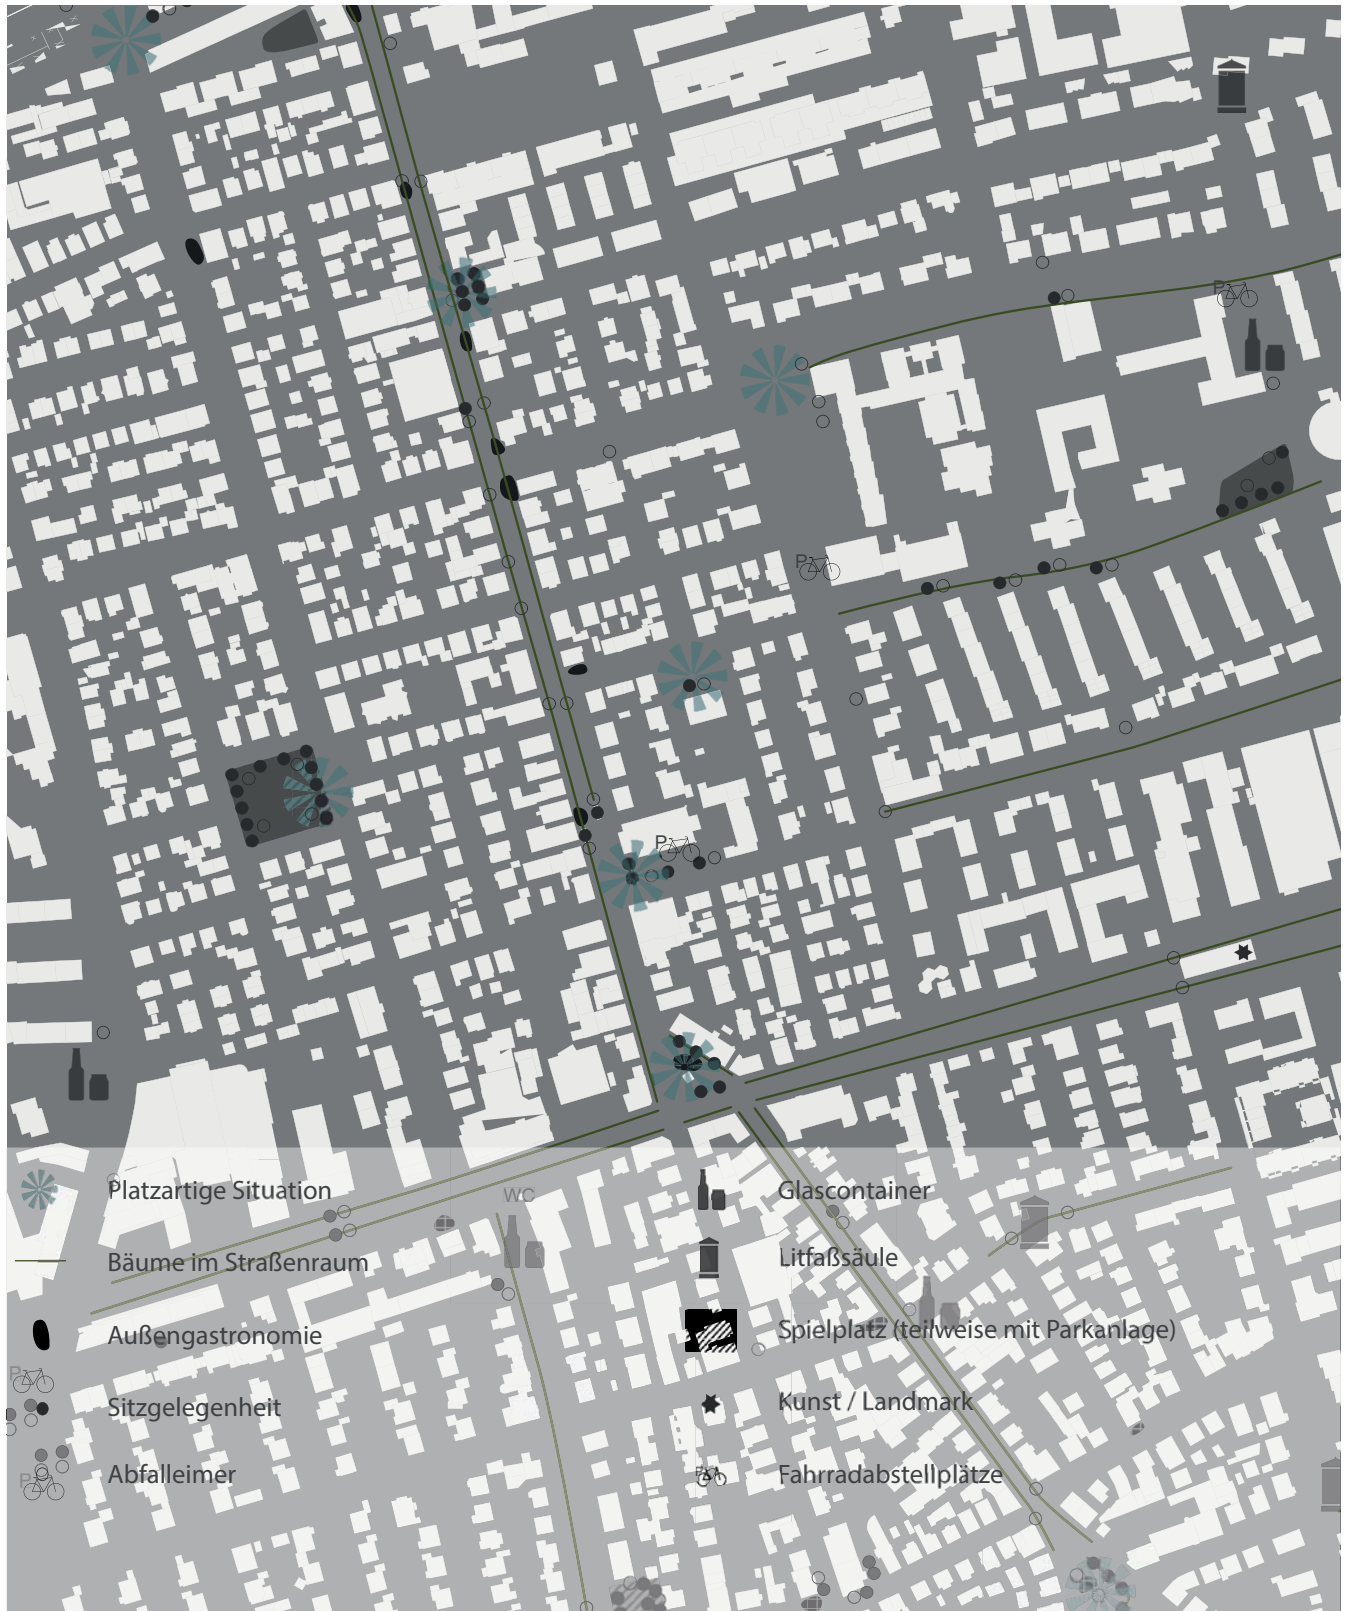 P
P
P
Platzartige Situation
WC
Glascontainer
Bäume im Straßenraum
Litfaßsäule
Außengastronomie
Spielplatz (teilweise mit Parkanlage)
P
Sitzgelegenheit
Kunst / Landmark
P
Abfalleimer
P
Fahrradabstellplätze